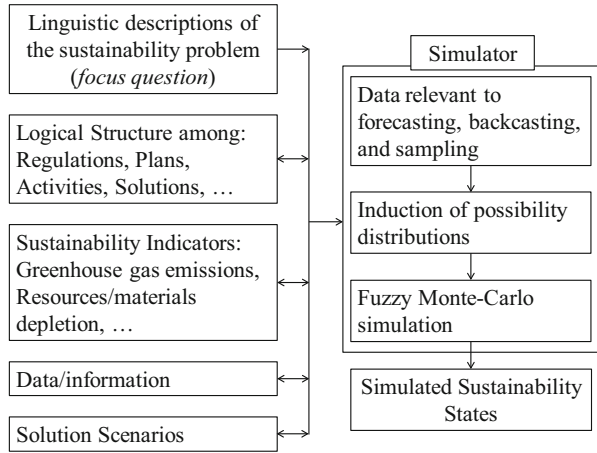 Linguistic descriptions of
the sustainability problem
(focus question)
Logical Structure among:
Regulations, Plans,
Activities, Solutions, …
Sustainability Indicators:
Greenhouse gas emissions,
Resources/materials
depletion, …
Data/information
Solution Scenarios
Simulator
Data relevant to
forecasting, backcasting,
and sampling
Induction of possibility
distributions
Fuzzy Monte-Carlo
simulation
Simulated Sustainability
States